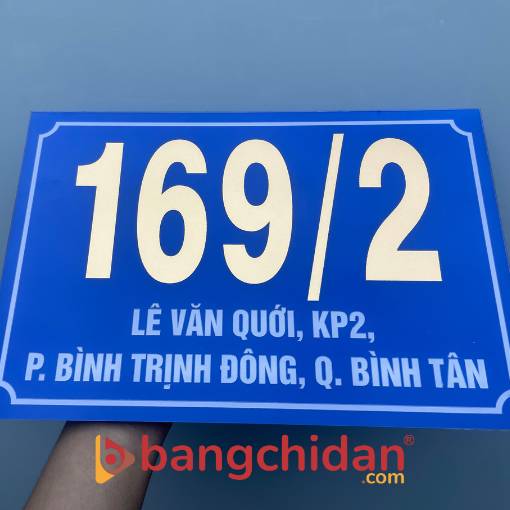 169/2
LÊ VĂN QUỚI, KP2,
P. BÌNH TRỊNH ĐÔNG, Q. BÌNH TÂN
bangchidan®
.com